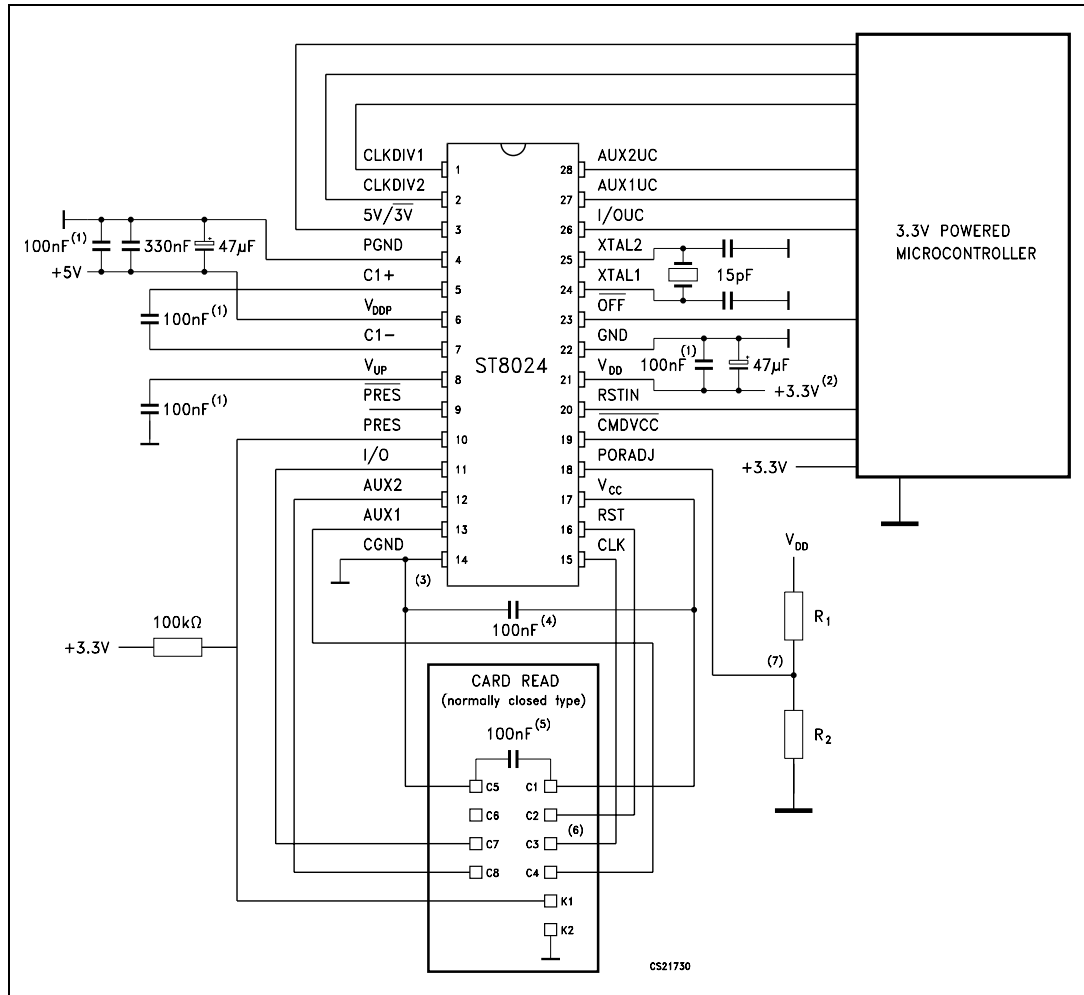 CLKDIV1
CLKDIV2
5V/3V
PGND
C1+
VDDP
C1-
VUP
PRES
PRES
I/O
AUX2
AUX1
CGND
1
2
3
4
5
6
7
8
9
10
11
12
13
14
ST8024
28
27
26
25
24
23
22
21
20
19
18
17
16
15
AUX2UC
AUX1UC
I/OUC
XTAL2
XTAL1
OFF
GND
VDD
RSTIN
CMDVCC
PORADJ
VCC
RST
CLK
100nF(1)
330nF
+
47µF
+5V
100nF(1)
100nF(1)
15pF
100nF(1)
+
47µF
+3.3V(2)
3.3V POWERED
MICROCONTROLLER
+3.3V
VDD
R1
(7)
R2
(3)
100nF(4)
+3.3V
100kΩ
CARD READ
(normally closed type)
100nF(5)
C5
C1
C6
C2
(6)
C7
C3
C8
C4
K1
K2
CS21730